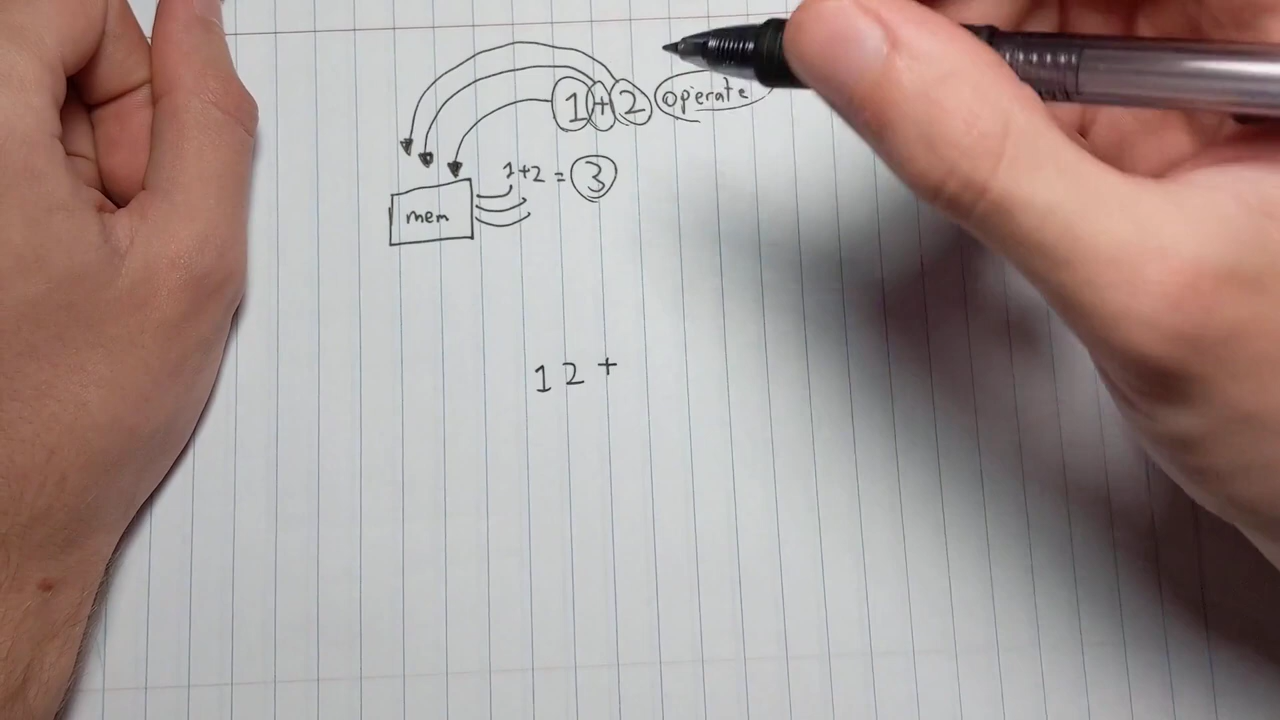 1+2 operate
1+2 = 3
mem
1 2 +